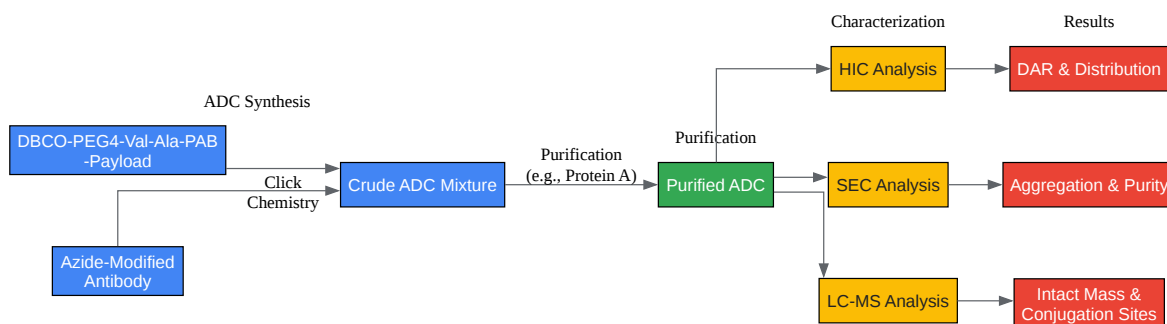 Characterization
Results
HIC Analysis
DAR & Distribution
ADC Synthesis
DBCO-PEG4-Val-Ala-PAB
-Payload
Purification
Purification
(e.g., Protein A)
Click
Chemistry
Crude ADC Mixture
Purified ADC
SEC Analysis
Aggregation & Purity
Azide-Modified
Antibody
LC-MS Analysis
Intact Mass &
Conjugation Sites